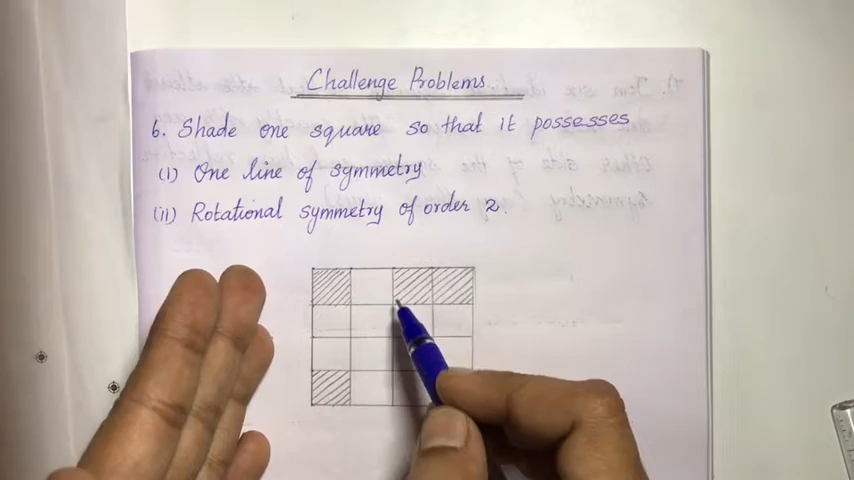 Challenge Problems
6. Shade one square so that it possesses
(i) One line of symmetry
(ii) Rotational symmetry of order 2.